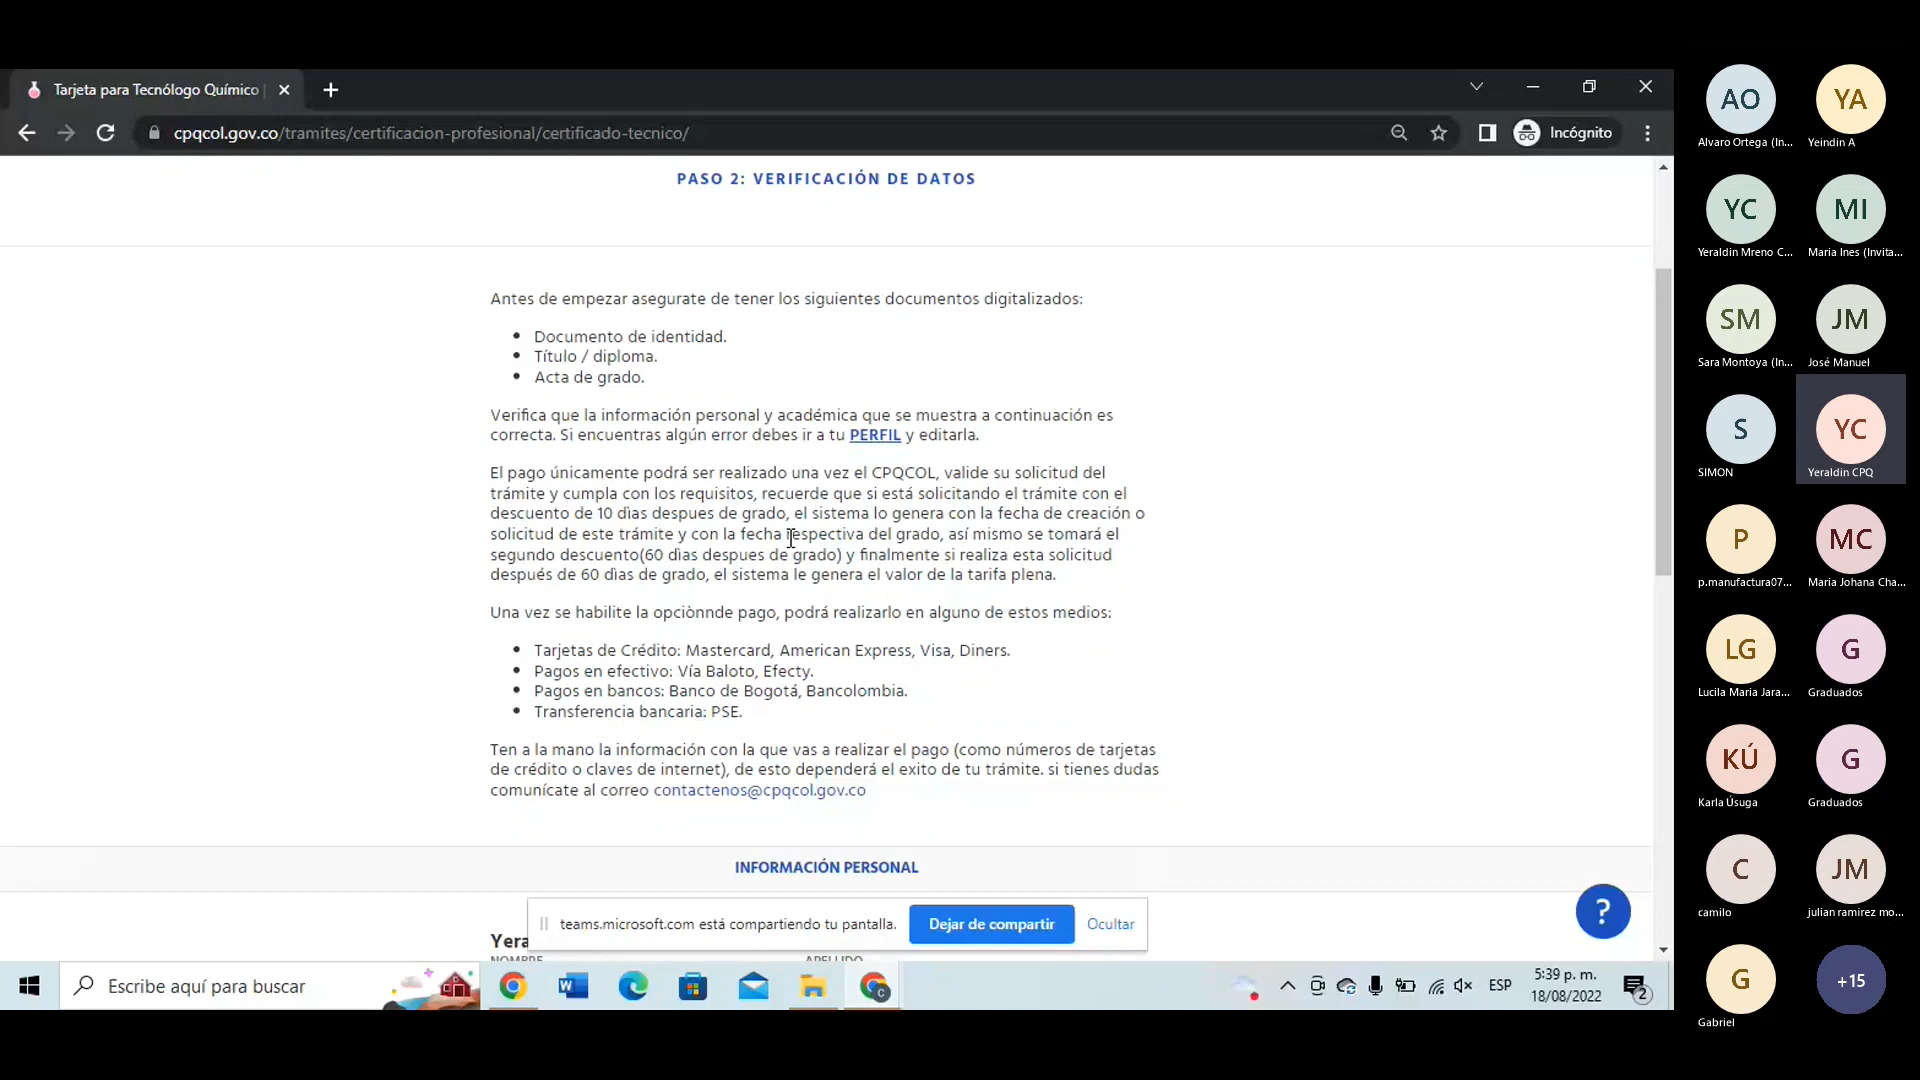 Tarjeta para Tecnólogo Químico
cpqcol.gov.co/tramites/certificacion-profesional/certificado-tecnico/
Incógnito
PASO 2: VERIFICACIÓN DE DATOS
Antes de empezar asegurate de tener los siguientes documentos digitalizados:
Documento de identidad.
Título / diploma.
Acta de grado.
Verifica que la información personal y académica que se muestra a continuación es
correcta. Si encuentras algún error debes ir a tu PERFIL y editarla.
El pago únicamente podrá ser realizado una vez el CPQCOL, valide su solicitud del
trámite y cumpla con los requisitos, recuerde que si está solicitando el trámite con el
descuento de 10 dìas despues de grado, el sistema lo genera con la fecha de creación o
solicitud de este trámite y con la fecha respectiva del grado, así mismo se tomará el
segundo descuento(60 dìas despues de grado) y finalmente si realiza esta solicitud
después de 60 dìas de grado, el sistema le genera el valor de la tarifa plena.
Una vez se habilite la opciònnde pago, podrá realizarlo en alguno de estos medios:
Tarjetas de Crédito: Mastercard, American Express, Visa, Diners.
Pagos en efectivo: Vía Baloto, Efecty.
Pagos en bancos: Banco de Bogotá, Bancolombia.
Transferencia bancaria: PSE.
Ten a la mano la información con la que vas a realizar el pago (como números de tarjetas
de crédito o claves de internet), de esto dependerá el exito de tu trámite. si tienes dudas
comunícate al correo contactenos@cpqcol.gov.co
INFORMACIÓN PERSONAL
Yera
NOMBRE APELLIDO
teams.microsoft.com está compartiendo tu pantalla. Dejar de compartir Ocultar
?
Escribe aquí para buscar
C
ESP
5:39 p. m.
18/08/2022
2
AO YA
Alvaro Ortega (In... Yeindin A
YC MI
Yeraldin Mreno C... Maria Ines (Invita...
SM JM
Sara Montoya (In... José Manuel
S YC
SIMON Yeraldin CPQ
P MC
p.manufactura07... Maria Johana Cha...
LG G
Lucila Maria Jara... Graduados
KÚ G
Karla Úsuga Graduados
C JM
camilo julian ramirez mo...
G +15
Gabriel